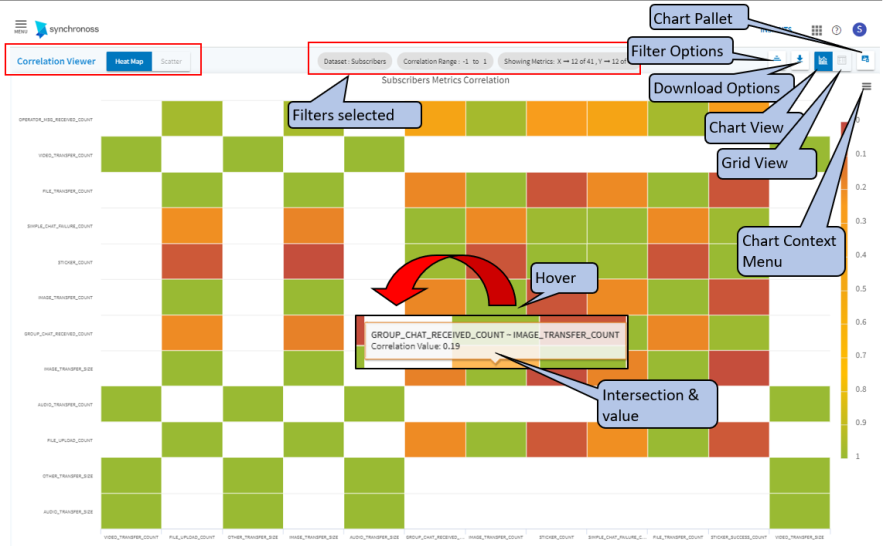 MENU
synchronoss
Chart Pallet
S
Correlation Viewer
Heat Map
Scatter
Dataset : Subscribers
Correlation Range : -1 to 1
Showing Metrics: X → 12 of 41 , Y → 12 of
Filter Options
Subscribers Metrics Correlation
Download Options
Filters selected
Chart View
Grid View
Chart Context
Menu
Hover
GROUP_CHAT_RECEIVED_COUNT – IMAGE_TRANSFER_COUNT
Correlation Value: 0.19
Intersection &
value
OPERATOR_MSG_RECEIVED_COUNT
VIDEO_TRANSFER_COUNT
FILE_TRANSFER_COUNT
SIMPLE_CHAT_FAILURE_COUNT
STICKER_COUNT
IMAGE_TRANSFER_COUNT
GROUP_CHAT_RECEIVED_COUNT
IMAGE_TRANSFER_SIZE
AUDIO_TRANSFER_COUNT
FILE_UPLOAD_COUNT
OTHER_TRANSFER_SIZE
AUDIO_TRANSFER_SIZE
0
0.1
0.2
0.3
0.4
0.5
0.6
0.7
0.8
0.9
1
VIDEO_TRANSFER_COUNT FILE_UPLOAD_COUNT OTHER_TRANSFER_SIZE IMAGE_TRANSFER_SIZE AUDIO_TRANSFER_SIZE GROUP_CHAT_RECEIVED_... IMAGE_TRANSFER_COUNT STICKER_COUNT SIMPLE_CHAT_FAILURE_C... FILE_TRANSFER_COUNT STICKER_SUCCESS_COUNT VIDEO_TRANSFER_SIZE